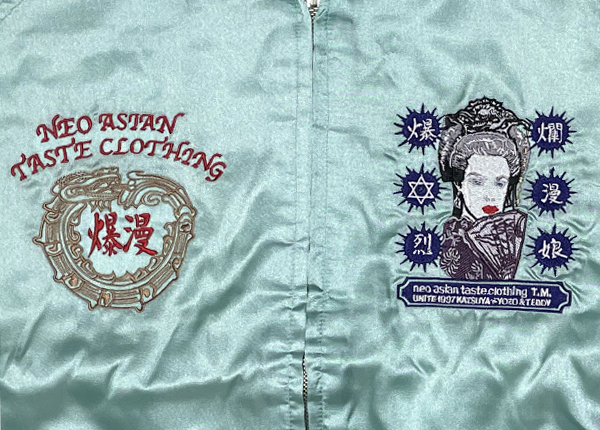 NEO ASIAN
TASTE CLOTHING
爆漫
爆
烈
爛
漫
娘
neo asian taste.clothing T.M.
UNITE 1997 KATSUYA★YOZO & TEDDY